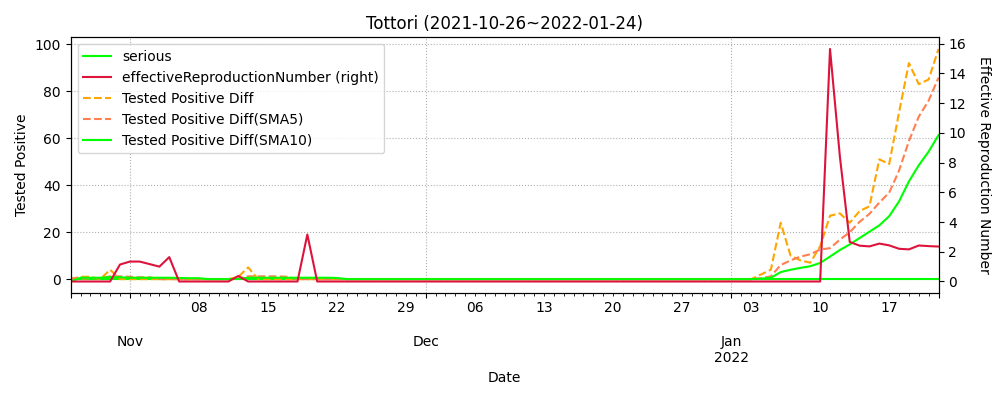 Tottori (2021-10-26~2022-01-24)
serious
effectiveReproductionNumber (right)
Tested Positive Diff
Tested Positive Diff(SMA5)
Tested Positive Diff(SMA10)
Tested Positive
100
80
60
40
20
0
16
14
12
10
8
6
4
2
0
Effective Reproduction Number
08 15 22 29 06 13 20 27 03 10 17
Nov Dec Jan
2022
Date